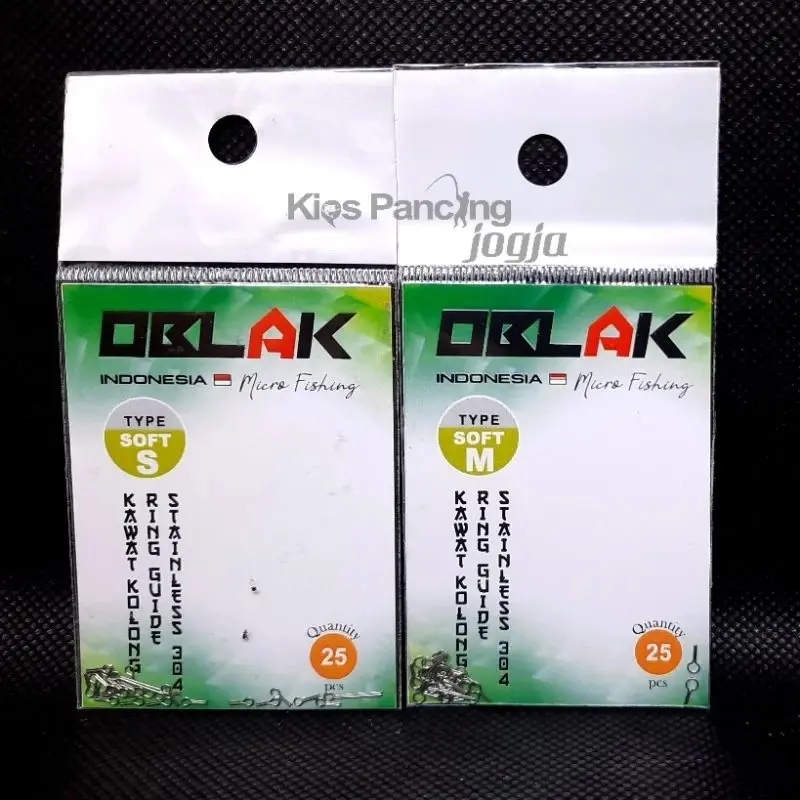 Kios Pancing
jogja
OBLAK
INDONESIA Micro Fishing
TYPE
SOFT
S
KAWAT KOLONG
RING GUIDE
STAINLESS 304
Quantity
25
pcs
OBLAK
INDONESIA Micro Fishing
TYPE
SOFT
M
KAWAT KOLONG
RING GUIDE
STAINLESS 304
Quantity
25
pcs